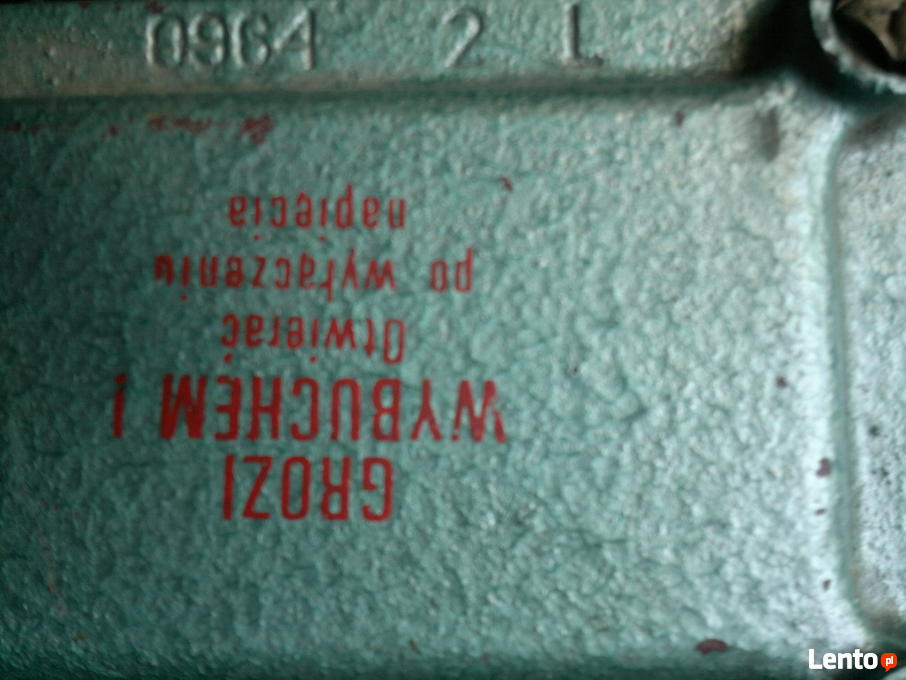 0964 2 L
GROZI
WYBUCHEM !
Otwierać
po wyłączeniu
napięcia
Lento pl